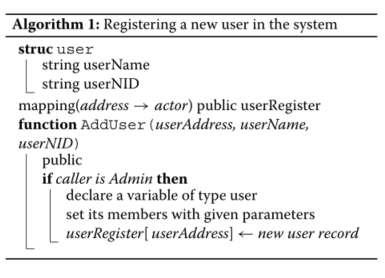 Algorithm 1: Registering a new user in the system
struc user
string userName
string userNID
mapping(address → actor) public userRegister
function AddUser(userAddress, userName,
userNID)
public
if caller is Admin then
declare a variable of type user
set its members with given parameters
userRegister[ userAddress] ← new user record